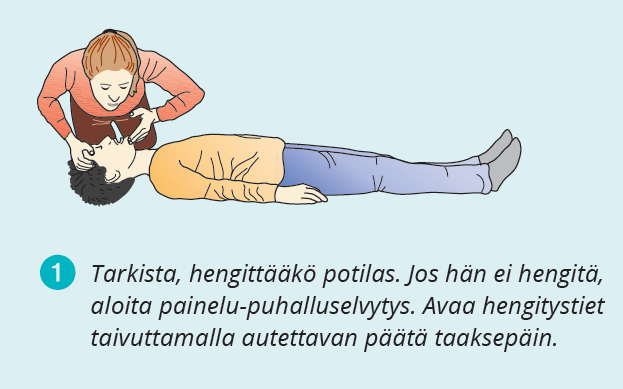 1 Tarkista, hengittääkö potilas. Jos hän ei hengitä,
aloita painelu-puhalluselvytys. Avaa hengitystiet
taivuttamalla autettavan päätä taaksepäin.